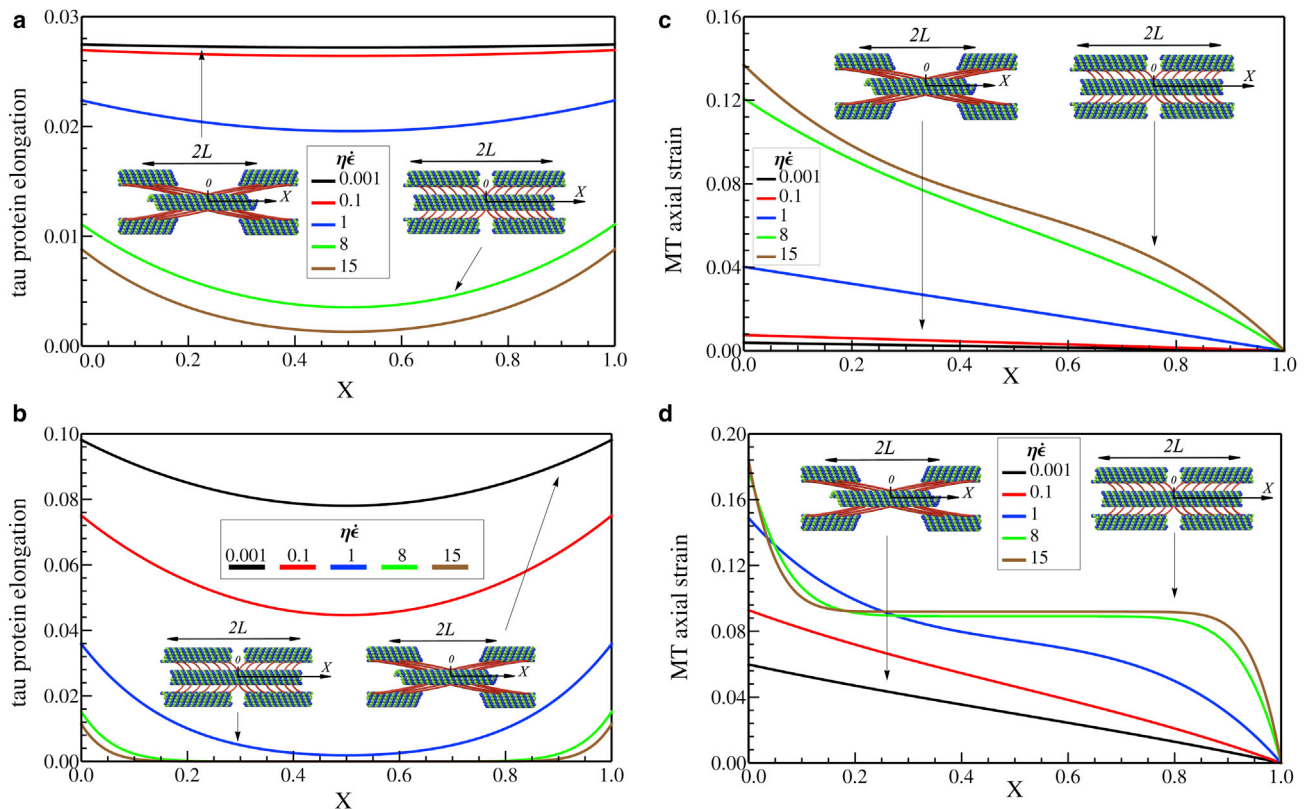 a
0.03
0.02
0.01
0.00
tau protein elongation
2L
0
X
ηε̇
0.001
0.1
1
8
15
2L
0
X
0.0 0.2 0.4 0.6 0.8 1.0
X
b
0.10
0.08
0.06
0.04
0.02
0.00
tau protein elongation
ηε̇
0.001 0.1 1 8 15
2L
0
X
2L
0
X
0.0 0.2 0.4 0.6 0.8 1.0
X
c
0.16
0.12
0.08
0.04
0.00
MT axial strain
2L
0
X
2L
0
X
ηε̇
0.001
0.1
1
8
15
0.0 0.2 0.4 0.6 0.8 1.0
X
d
0.20
0.16
0.12
0.08
0.04
0.00
MT axial strain
2L
0
X
ηε̇
0.001
0.1
1
8
15
2L
0
X
0.0 0.2 0.4 0.6 0.8 1.0
X